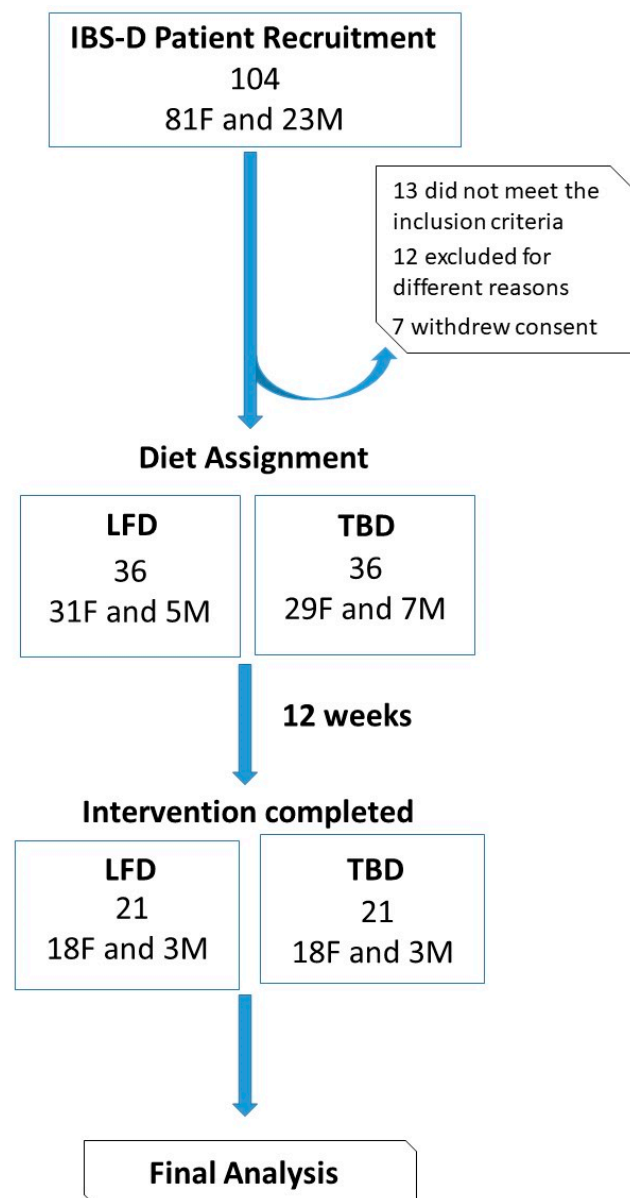 IBS-D Patient Recruitment
104
81F and 23M
13 did not meet the
inclusion criteria
12 excluded for
different reasons
7 withdrew consent
Diet Assignment
LFD
36
31F and 5M
TBD
36
29F and 7M
12 weeks
Intervention completed
LFD
21
18F and 3M
TBD
21
18F and 3M
Final Analysis